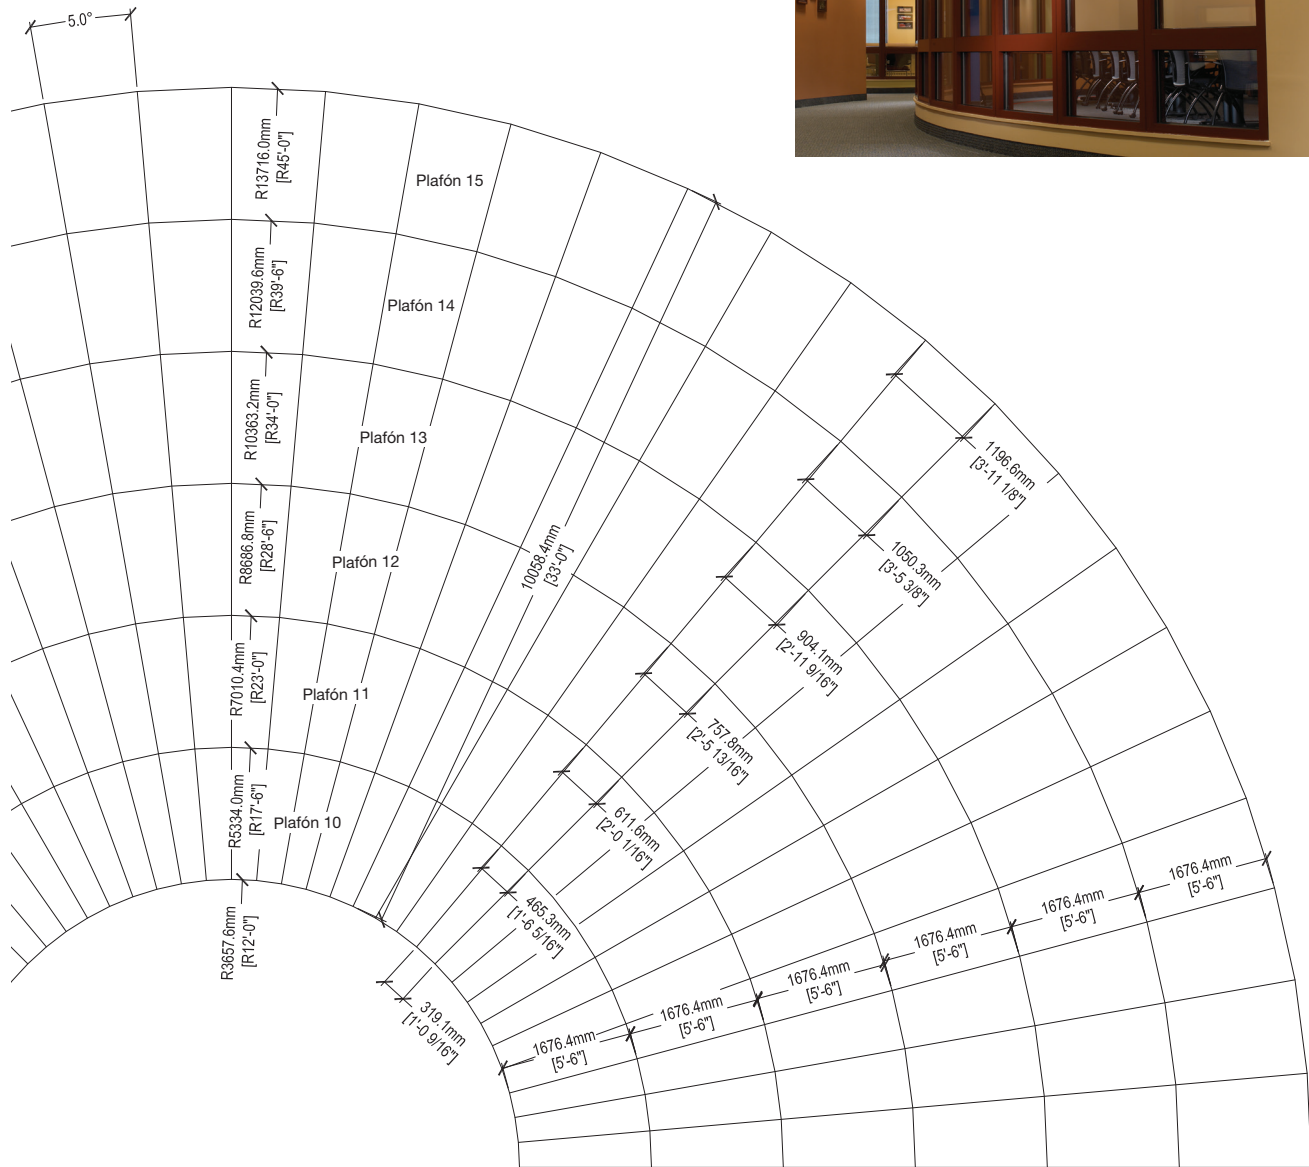 5.0°
R13716.0mm
[R45'-0"]
Plafón 15
R12039.6mm
[R39'-6"]
Plafón 14
R10363.2mm
[R34'-0"]
Plafón 13
R8686.8mm
[R28'-6"]
Plafón 12
R7010.4mm
[R23'-0"]
Plafón 11
R5334.0mm
[R17'-6"]
Plafón 10
R3657.6mm
[R12'-0"]
10058.4mm
[33'-0"]
1196.6mm
[3'-11 1/8"]
1050.3mm
[3'-5 3/8"]
904.1mm
[2'-11 9/16"]
757.8mm
[2'-5 13/16"]
611.6mm
[2'-0 1/16"]
465.3mm
[1'-6 5/16"]
319.1mm
[1'-0 9/16"]
1676.4mm
[5'-6"]
1676.4mm
[5'-6"]
1676.4mm
[5'-6"]
1676.4mm
[5'-6"]
1676.4mm
[5'-6"]
1676.4mm
[5'-6"]